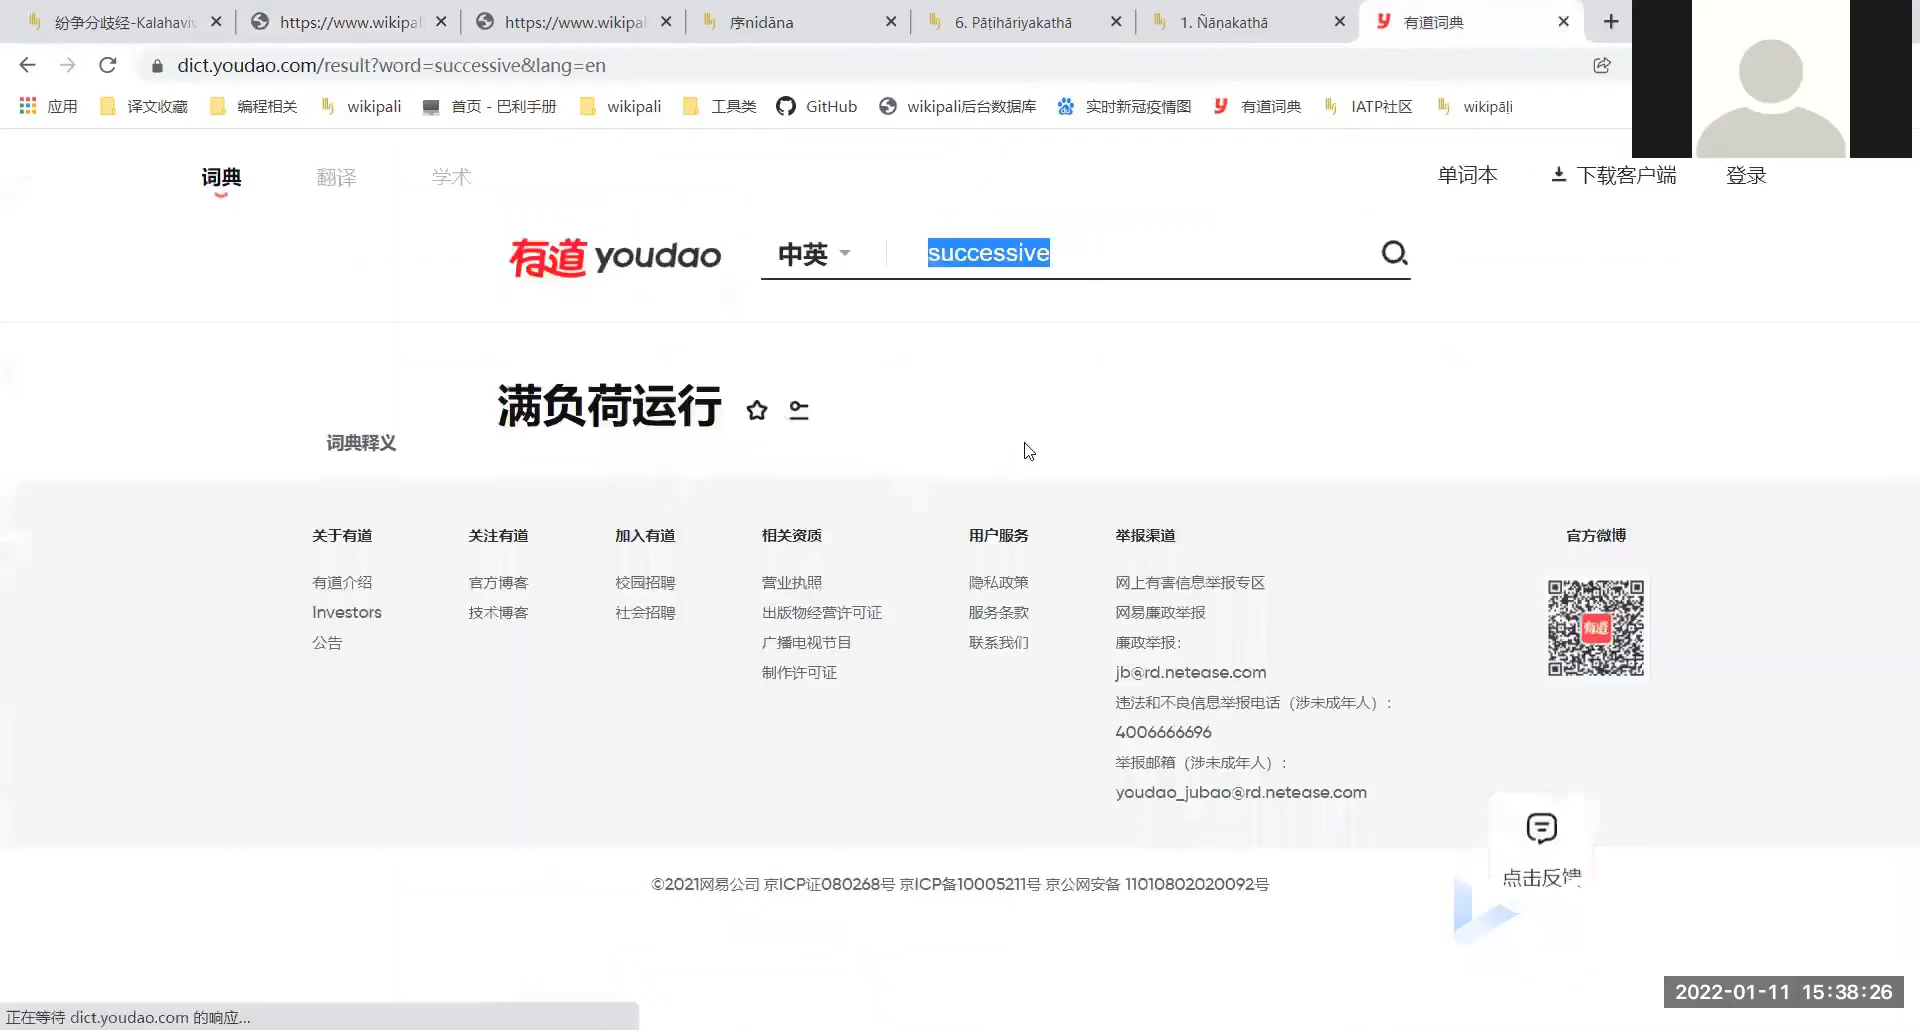 纷争分歧经-Kalahaviv
https://www.wikipal
https://www.wikipal
序nidāna
6. Pāṭihāriyakathā
1. Ñāṇakathā
有道词典
dict.youdao.com/result?word=successive&lang=en
应用 译文收藏 编程相关 wikipali 首页 - 巴利手册 wikipali 工具类 GitHub wikipali后台数据库 实时新冠疫情图 有道词典 IATP社区 wikipāḷi
词典 翻译 学术 单词本 下载客户端 登录
有道 youdao 中英 successive
满负荷运行
词典释义
关于有道 关注有道 加入有道 相关资质 用户服务 举报渠道 官方微博
有道介绍 官方博客 校园招聘 营业执照 隐私政策 网上有害信息举报专区
Investors 技术博客 社会招聘 出版物经营许可证 服务条款 网易廉政举报
有道
公告 广播电视节目 联系我们 廉政举报:
制作许可证 jb@rd.netease.com
违法和不良信息举报电话（涉未成年人）:
4006666696
举报邮箱（涉未成年人）:
youdao_jubao@rd.netease.com
点击反馈
©2021网易公司 京ICP证080268号 京ICP备10005211号 京公网安备 11010802020092号
2022-01-11 15:38:26
正在等待 dict.youdao.com 的响应...